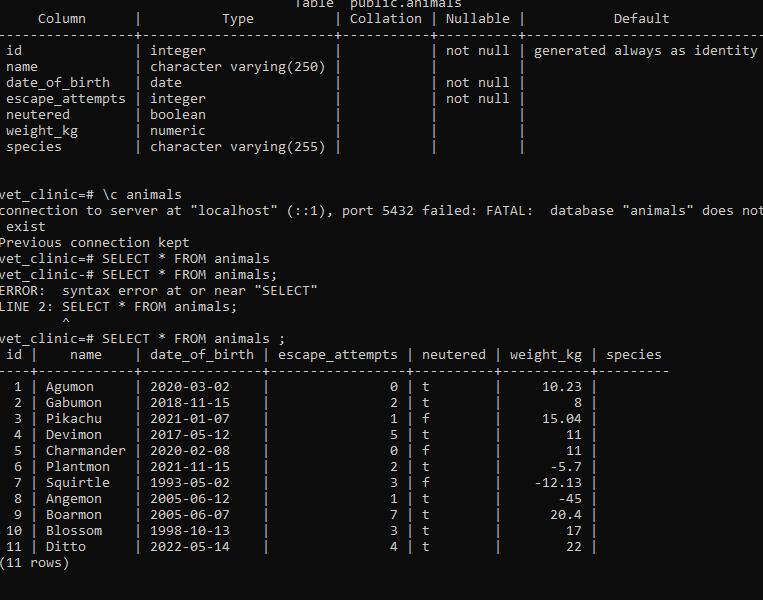 Table "public.animals"
Column | Type | Collation | Nullable | Default
-----------------+------------------------+-----------+----------+------------------------------
id | integer | | not null | generated always as identity
name | character varying(250) | | |
date_of_birth | date | | not null |
escape_attempts | integer | | not null |
neutered | boolean | | |
weight_kg | numeric | | |
species | character varying(255) | | |
vet_clinic=# \c animals
connection to server at "localhost" (::1), port 5432 failed: FATAL:  database "animals" does not
exist
Previous connection kept
vet_clinic=# SELECT * FROM animals
vet_clinic-# SELECT * FROM animals;
ERROR:  syntax error at or near "SELECT"
LINE 2: SELECT * FROM animals;
^
vet_clinic=# SELECT * FROM animals ;
id | name | date_of_birth | escape_attempts | neutered | weight_kg | species
----+------------+---------------+-----------------+----------+-----------+---------
1 | Agumon | 2020-03-02 | 0 | t | 10.23 |
2 | Gabumon | 2018-11-15 | 2 | t | 8 |
3 | Pikachu | 2021-01-07 | 1 | f | 15.04 |
4 | Devimon | 2017-05-12 | 5 | t | 11 |
5 | Charmander | 2020-02-08 | 0 | f | 11 |
6 | Plantmon | 2021-11-15 | 2 | t | -5.7 |
7 | Squirtle | 1993-05-02 | 3 | f | -12.13 |
8 | Angemon | 2005-06-12 | 1 | t | -45 |
9 | Boarmon | 2005-06-07 | 7 | t | 20.4 |
10 | Blossom | 1998-10-13 | 3 | t | 17 |
11 | Ditto | 2022-05-14 | 4 | t | 22 |
(11 rows)